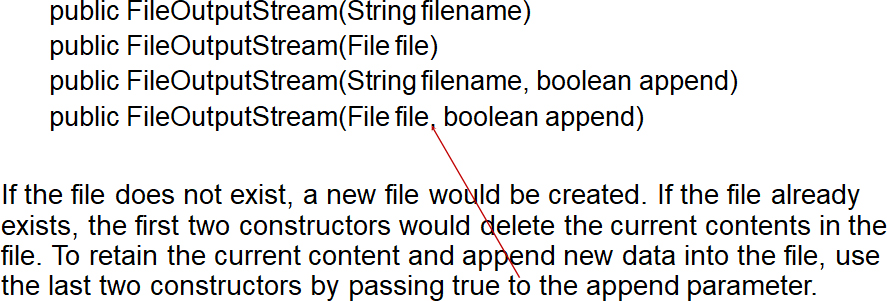 public FileOutputStream(String filename)
public FileOutputStream(File file)
public FileOutputStream(String filename, boolean append)
public FileOutputStream(File file, boolean append)
If the file does not exist, a new file would be created. If the file already
exists, the first two constructors would delete the current contents in the
file. To retain the current content and append new data into the file, use
the last two constructors by passing true to the append parameter.